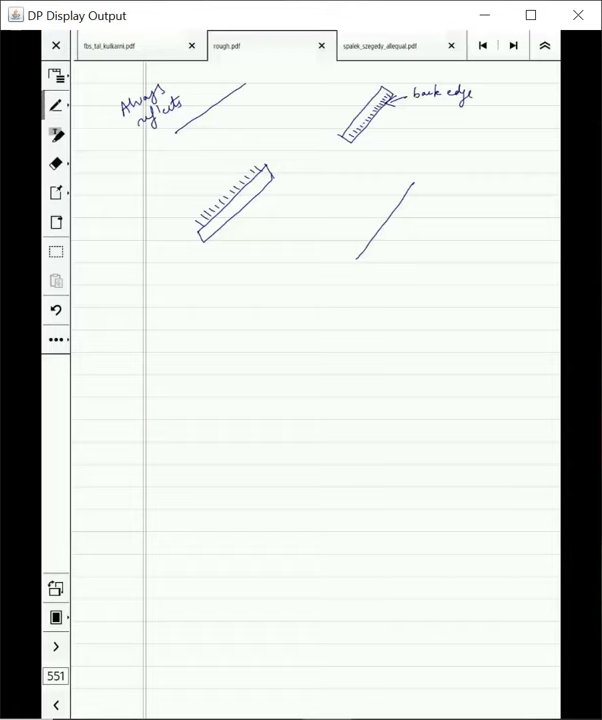 DP Display Output
fbs_tal_kulkarni.pdf
rough.pdf
spalek_szegedy_allequal.pdf
Always
reflects
back edge
551